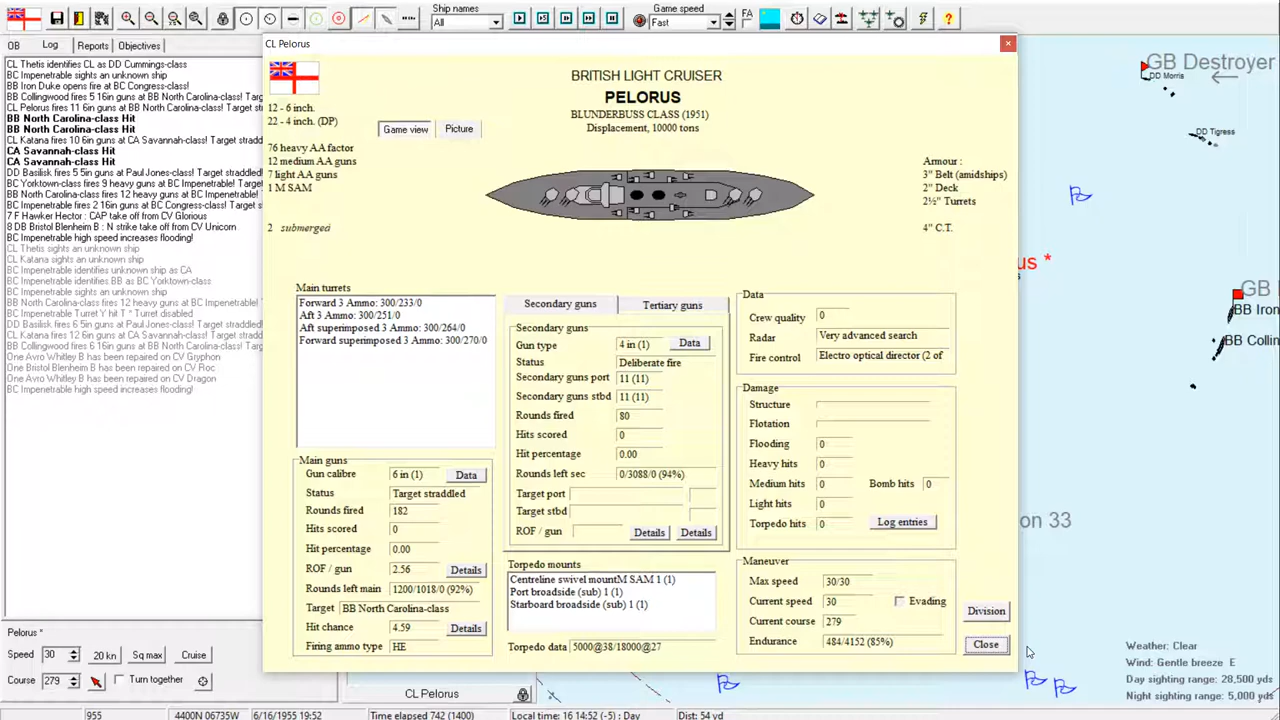 Ship names
All
Game speed
Fast
FA
OB
Log
Reports
Objectives
CL Thetis identifies CL as DD Cummings-class
BC Impenetrable sights an unknown ship
BB Iron Duke opens fire at BC Congress-class!
BB Collingwood fires 5 16in guns at BB North Carolina-class! Target
CL Pelorus fires 11 6in guns at BB North Carolina-class! Target s
BB North Carolina-class Hit
BB North Carolina-class Hit
CL Katana fires 10 6in guns at CA Savannah-class! Target straddl
CA Savannah-class Hit
CA Savannah-class Hit
DD Basilisk fires 5 5in guns at Paul Jones-class! Target straddled!
BC Yorktown-class fires 9 heavy guns at BC Impenetrable! Target
BB North Carolina-class fires 12 heavy guns at BC Impenetrable!
BC Impenetrable fires 2 16in guns at BC Congress-class! Target
7 F Hawker Hector : CAP take off from CV Glorious
8 DB Bristol Blenheim B : N strike take off from CV Unicorn
BC Impenetrable high speed increases flooding!
CL Thetis sights an unknown ship
CL Katana sights an unknown ship
BC Impenetrable identifies unknown ship as CA
BC Impenetrable identifies BB as BC Yorktown-class
BC Impenetrable sights an unknown ship
BB North Carolina-class fires 12 heavy guns at BC Impenetrable!
BC Impenetrable Turret Y hit T * Turret disabled
DD Basilisk fires 6 5in guns at Paul Jones-class! Target straddled!
CL Katana fires 12 6in guns at CA Savannah-class! Target straddl
BB Collingwood fires 6 16in guns at BB North Carolina-class! Target
One Avro Whitley B has been repaired on CV Gryphon
One Bristol Blenheim B has been repaired on CV Roc
One Avro Whitley B has been repaired on CV Dragon
BC Impenetrable high speed increases flooding!
CL Pelorus
BRITISH LIGHT CRUISER
PELORUS
BLUNDERBUSS CLASS (1951)
Displacement, 10000 tons
12 - 6 inch.
22 - 4 inch. (DP)
76 heavy AA factor
12 medium AA guns
7 light AA guns
1 M SAM
2 submerged
Game view
Picture
Armour :
3" Belt (amidships)
2" Deck
2½" Turrets
4" C.T.
Main turrets
Forward 3 Ammo: 300/233/0
Aft 3 Ammo: 300/251/0
Aft superimposed 3 Ammo: 300/264/0
Forward superimposed 3 Ammo: 300/270/0
Main guns
Gun calibre 6 in (1) Data
Status Target straddled
Rounds fired 182
Hits scored 0
Hit percentage 0.00
ROF / gun 2.56 Details
Rounds left main 1200/1018/0 (92%)
Target BB North Carolina-class
Hit chance 4.59 Details
Firing ammo type HE
Secondary guns
Tertiary guns
Secondary guns
Gun type 4 in (1) Data
Status Deliberate fire
Secondary guns port 11 (11)
Secondary guns stbd 11 (11)
Rounds fired 80
Hits scored 0
Hit percentage 0.00
Rounds left sec 0/3088/0 (94%)
Target port
Target stbd
ROF / gun Details Details
Torpedo mounts
Centreline swivel mountM SAM 1 (1)
Port broadside (sub) 1 (1)
Starboard broadside (sub) 1 (1)
Torpedo data 5000@38/18000@27
Data
Crew quality 0
Radar Very advanced search
Fire control Electro optical director (2 of
Damage
Structure
Flotation
Flooding 0
Heavy hits 0
Medium hits 0 Bomb hits 0
Light hits 0
Torpedo hits 0 Log entries
Maneuver
Max speed 30/30
Current speed 30 Evading
Current course 279
Endurance 484/4152 (85%)
Division
Close
GB Destroyer
DD Morris
DD Tigress
us *
GB
BB Iron
BB Collin
on 33
Weather: Clear
Wind: Gentle breeze E
Day sighting range: 28,500 yds
Night sighting range: 5,000 yds
Pelorus *
Speed 30 20 kn Sq max Cruise
Course 279 Turn together
CL Pelorus
955 4400N 06735W 6/16/1955 19:52 Time elapsed 742 (1400) Local time: 16 14:52 (-5) : Day Dist: 54 yd